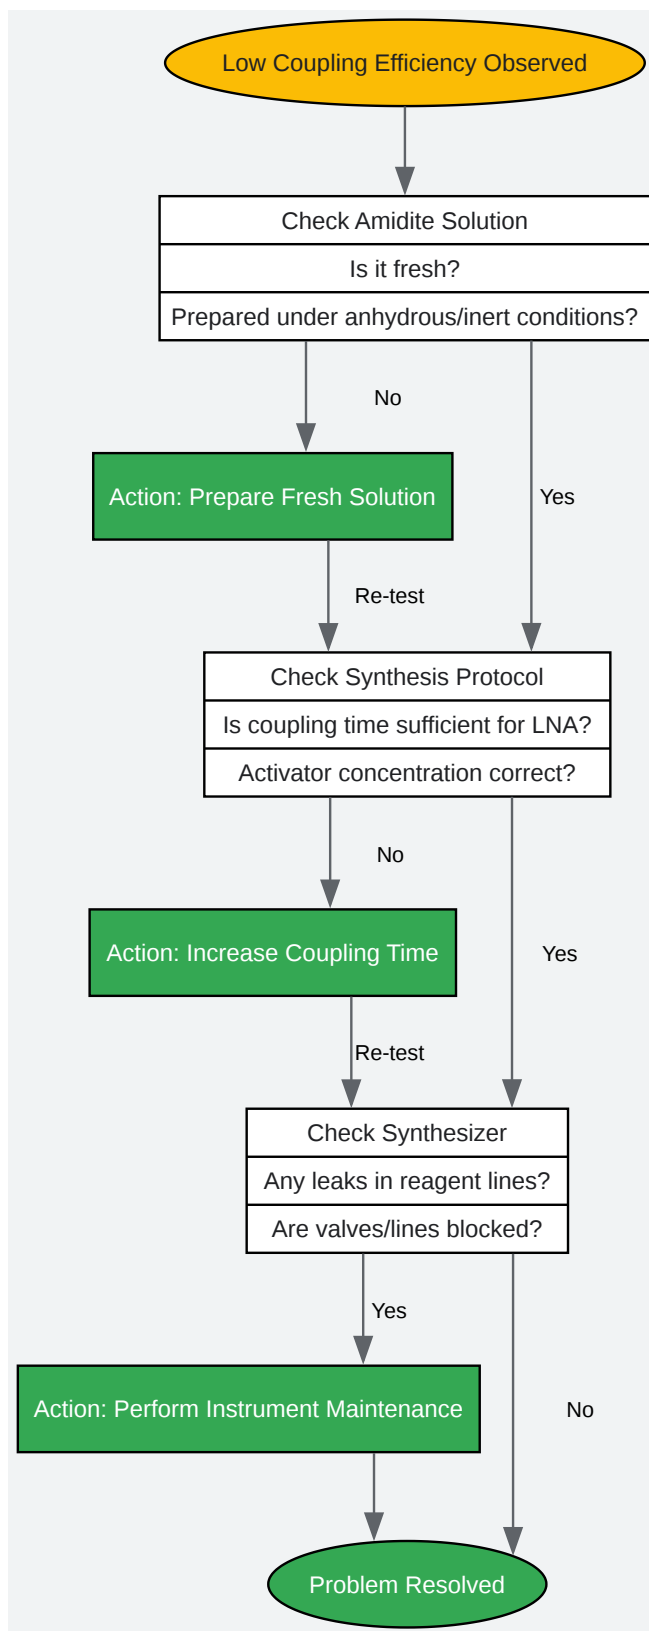 Low Coupling Efficiency Observed
Check Amidite Solution
Is it fresh?
Prepared under anhydrous/inert conditions?
No
Action: Prepare Fresh Solution
Yes
Re-test
Check Synthesis Protocol
Is coupling time sufficient for LNA?
Activator concentration correct?
No
Action: Increase Coupling Time
Yes
Re-test
Check Synthesizer
Any leaks in reagent lines?
Are valves/lines blocked?
Yes
Action: Perform Instrument Maintenance
No
Problem Resolved